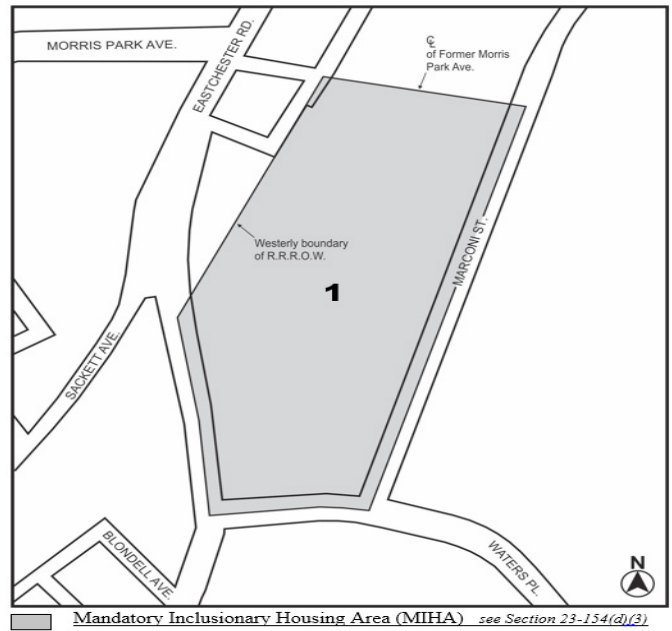 MORRIS PARK AVE.
EASTCHESTER RD.
℄
of Former Morris
Park Ave.
Westerly boundary
of R.R.R.O.W.
MARCONI ST.
1
SACKETT AVE.
BLONDELL AVE.
WATERS PL.
N
Mandatory Inclusionary Housing Area (MIHA) see Section 23-154(d)(3)